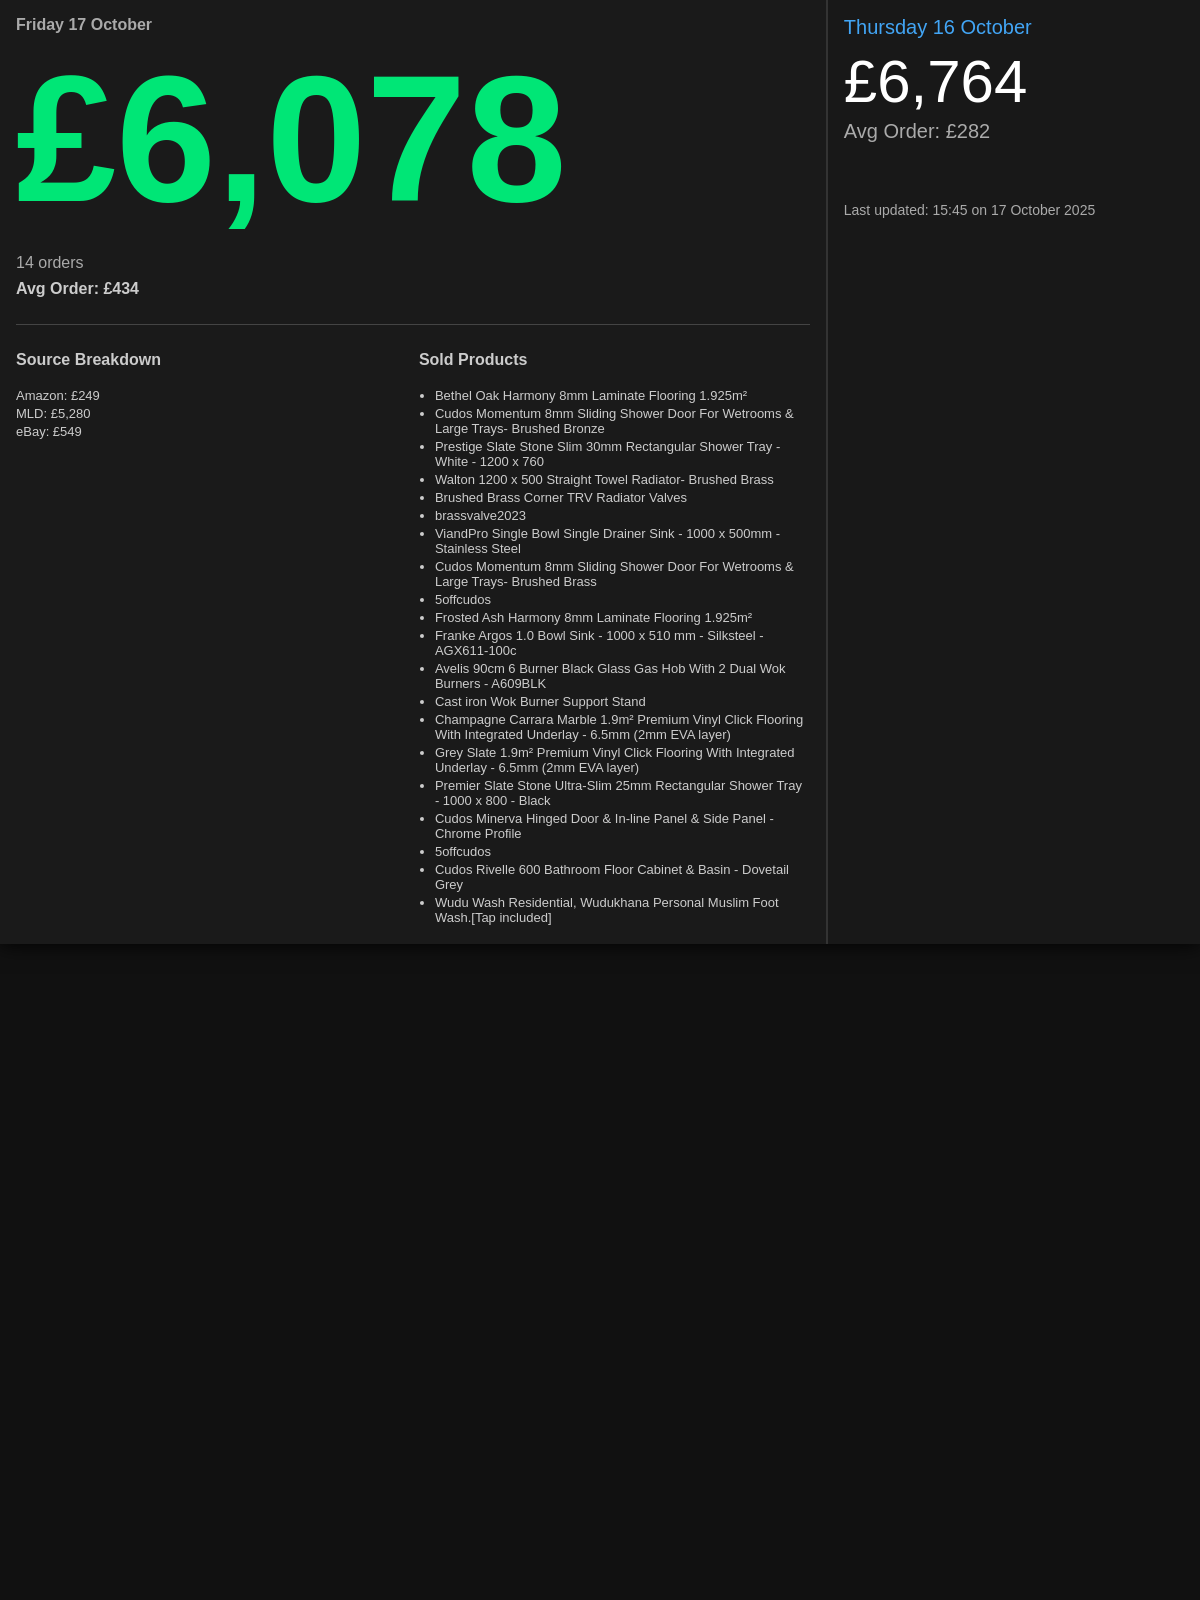 Friday 17 October
£6,078
14 orders
Avg Order: £434
Source Breakdown
Amazon: £249
MLD: £5,280
eBay: £549
Sold Products
Bethel Oak Harmony 8mm Laminate Flooring 1.925m²
Cudos Momentum 8mm Sliding Shower Door For Wetrooms &
Large Trays- Brushed Bronze
Prestige Slate Stone Slim 30mm Rectangular Shower Tray -
White - 1200 x 760
Walton 1200 x 500 Straight Towel Radiator- Brushed Brass
Brushed Brass Corner TRV Radiator Valves
brassvalve2023
ViandPro Single Bowl Single Drainer Sink - 1000 x 500mm -
Stainless Steel
Cudos Momentum 8mm Sliding Shower Door For Wetrooms &
Large Trays- Brushed Brass
5offcudos
Frosted Ash Harmony 8mm Laminate Flooring 1.925m²
Franke Argos 1.0 Bowl Sink - 1000 x 510 mm - Silksteel -
AGX611-100c
Avelis 90cm 6 Burner Black Glass Gas Hob With 2 Dual Wok
Burners - A609BLK
Cast iron Wok Burner Support Stand
Champagne Carrara Marble 1.9m² Premium Vinyl Click Flooring
With Integrated Underlay - 6.5mm (2mm EVA layer)
Grey Slate 1.9m² Premium Vinyl Click Flooring With Integrated
Underlay - 6.5mm (2mm EVA layer)
Premier Slate Stone Ultra-Slim 25mm Rectangular Shower Tray
- 1000 x 800 - Black
Cudos Minerva Hinged Door & In-line Panel & Side Panel -
Chrome Profile
5offcudos
Cudos Rivelle 600 Bathroom Floor Cabinet & Basin - Dovetail
Grey
Wudu Wash Residential, Wudukhana Personal Muslim Foot
Wash.[Tap included]
Thursday 16 October
£6,764
Avg Order: £282
Last updated: 15:45 on 17 October 2025